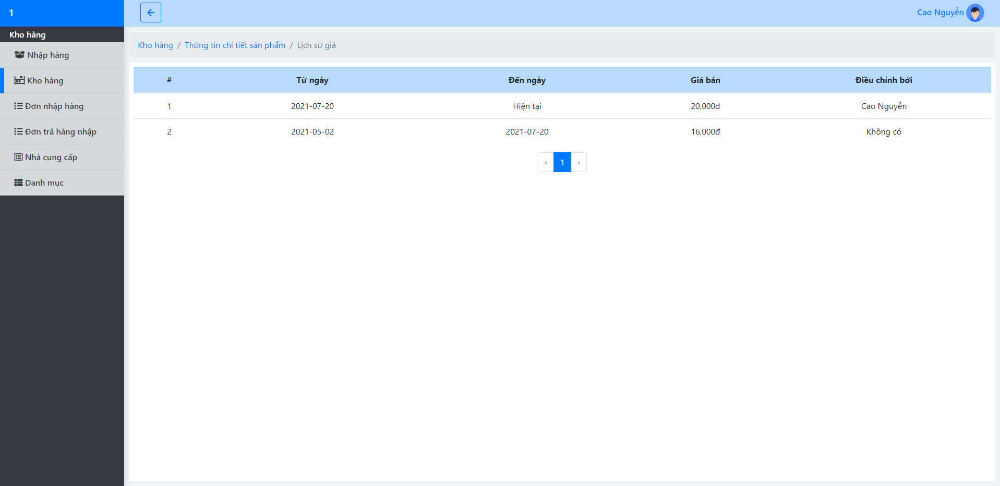 1
Cao Nguyễn
Kho hàng
Nhập hàng
Kho hàng
Đơn nhập hàng
Đơn trả hàng nhập
Nhà cung cấp
Danh mục
Kho hàng / Thông tin chi tiết sản phẩm / Lịch sử giá
# Từ ngày Đến ngày Giá bán Điều chỉnh bởi
1 2021-07-20 Hiện tại 20,000đ Cao Nguyễn
2 2021-05-02 2021-07-20 16,000đ Không có
‹ 1 ›